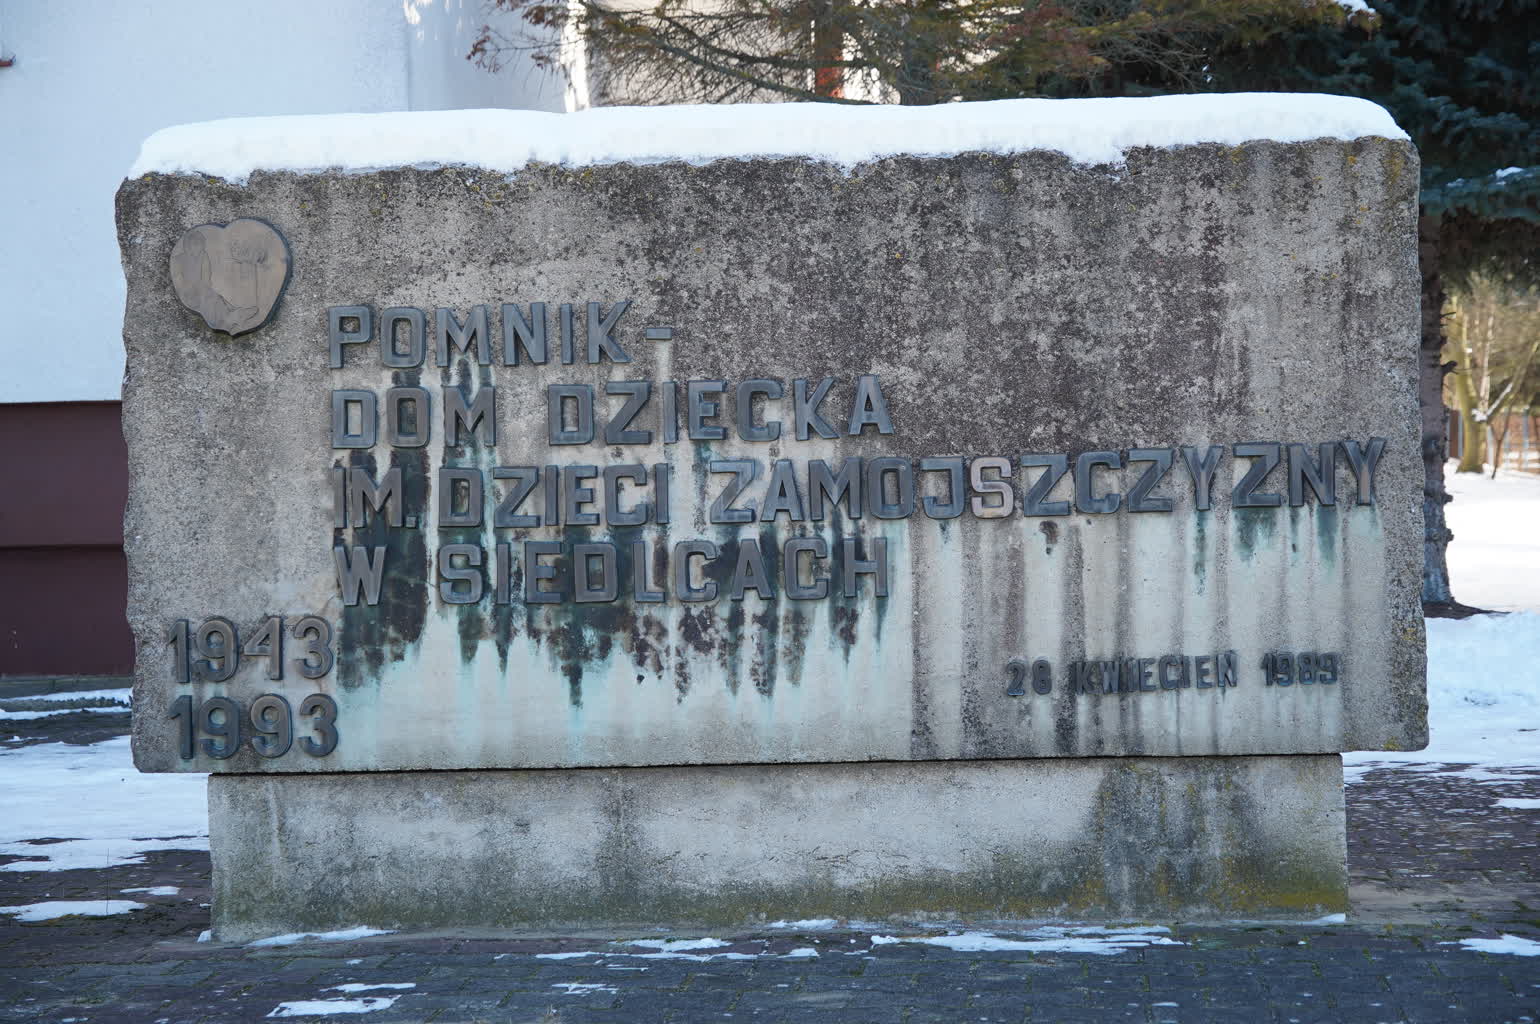 POMNIK-
DOM DZIECKA
IM. DZIECI ZAMOJSZCZYZNY
W SIEDLCACH
1943
1993
28 KWIECIEŃ 1989